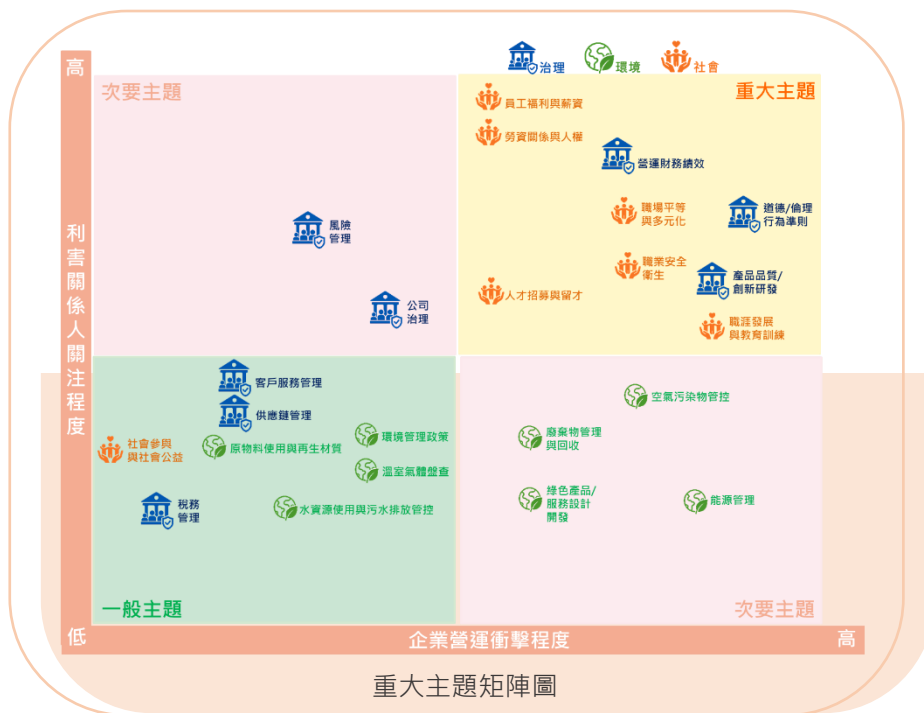 高
治理
環境
社會
次要主題
重大主題
員工福利與薪資
勞資關係與人權
營運財務績效
職場平等
與多元化
道德/倫理
行為準則
風險
管理
職業安全
衛生
產品品質/
創新研發
人才招募與留才
公司
治理
職涯發展
與教育訓練
利害關係人關注程度
客戶服務管理
供應鏈管理
社會參與
與社會公益
原物料使用與再生材質
環境管理政策
溫室氣體盤查
稅務
管理
水資源使用與污水排放管控
空氣污染物管控
廢棄物管理
與回收
綠色產品/
服務設計
開發
能源管理
一般主題
次要主題
低
企業營運衝擊程度
高
重大主題矩陣圖